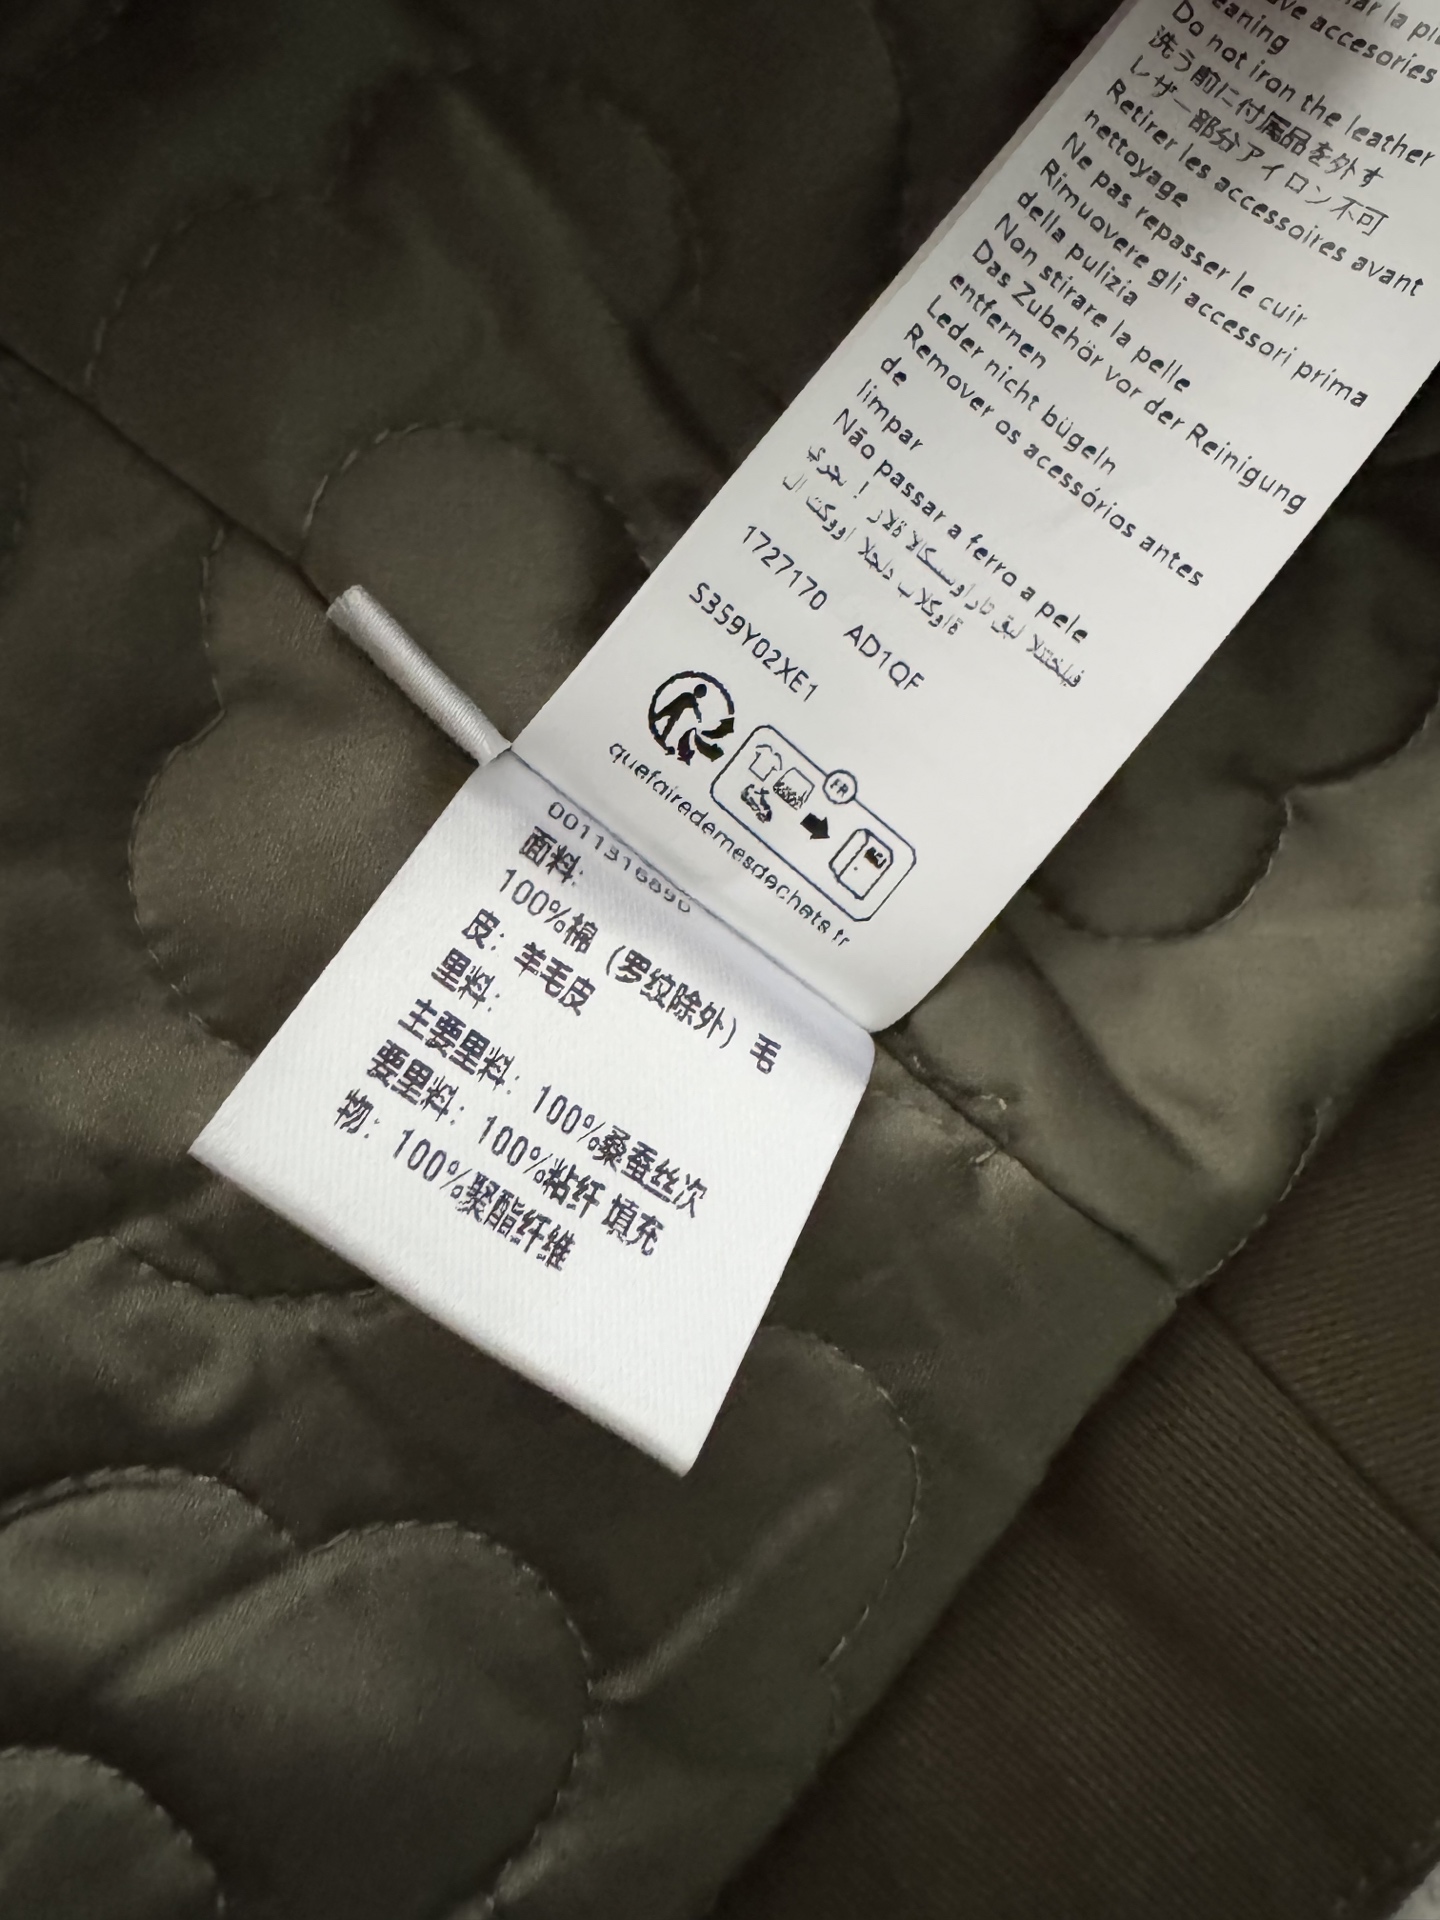 la
accesories
Do not iron the leather
洗う前に付属品を外す
レザー部分アイロン不可
Retirer les accessoires avant
nettoyage
Ne pas repasser le cuir
Rimuovere gli accessori prima
della pulizia
Non stirare la pelle
Das Zubehör vor der Reinigung
entfernen
Leder nicht bügeln
Remover os acessórios antes
de
limpar
Não passar a ferro a pele
1727170 AD1QF
S359Y02XE1
FR
quefairedemesdechets.fr
面料:
100%棉（罗纹除外）毛
皮: 羊毛皮
里料:
主要里料: 100%桑蚕丝次
要里料: 100%粘纤 填充
物: 100%聚酯纤维